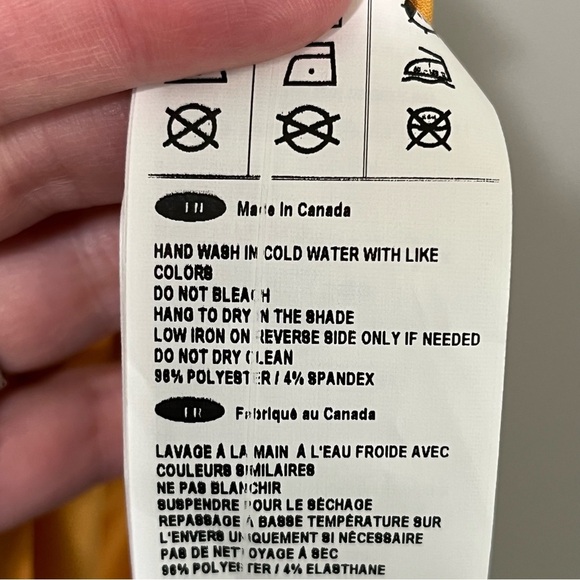 EN Made In Canada
HAND WASH IN COLD WATER WITH LIKE
COLORS
DO NOT BLEACH
HANG TO DRY IN THE SHADE
LOW IRON ON REVERSE SIDE ONLY IF NEEDED
DO NOT DRY CLEAN
96% POLYESTER / 4% SPANDEX
FR Fabriqué au Canada
LAVAGE À LA MAIN À L'EAU FROIDE AVEC
COULEURS SIMILAIRES
NE PAS BLANCHIR
SUSPENDRE POUR LE SÉCHAGE
REPASSAGE À BASSE TEMPÉRATURE SUR
L'ENVERS UNIQUEMENT SI NÉCESSAIRE
PAS DE NETTOYAGE À SEC
96% POLYESTER / 4% ELASTHANE